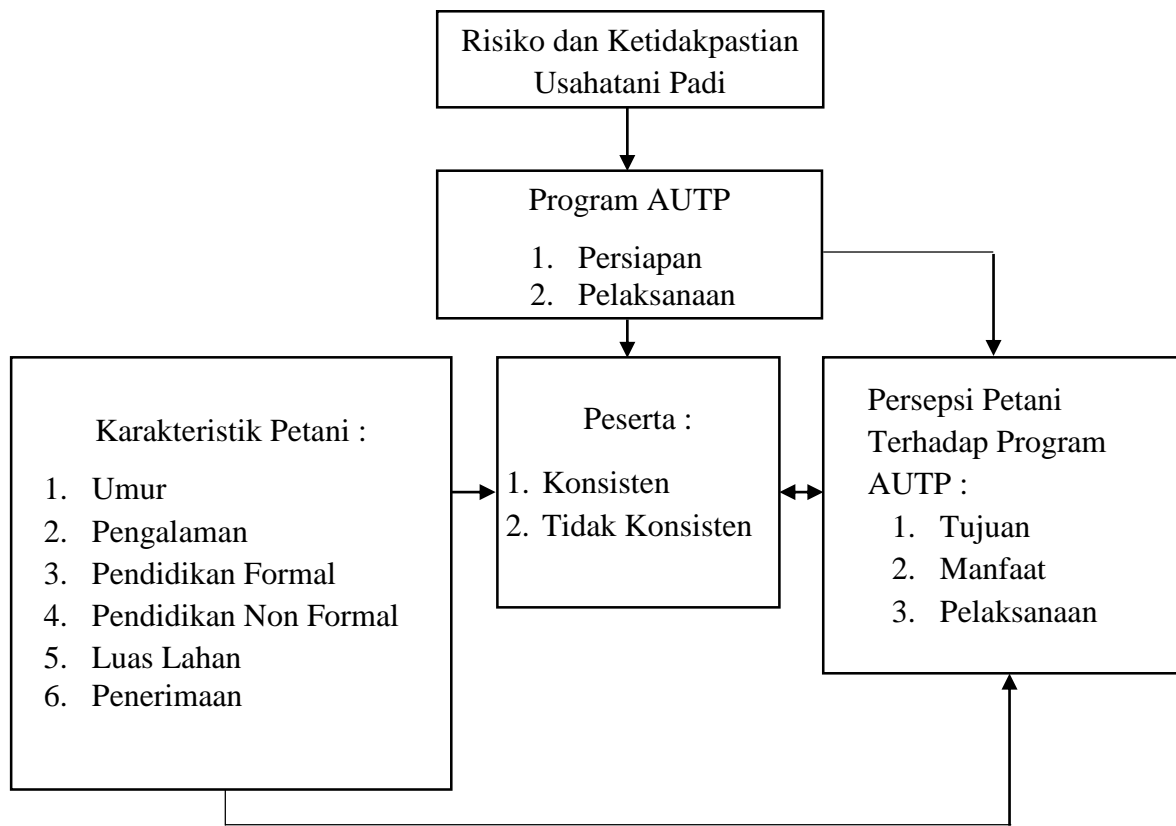 Risiko dan Ketidakpastian
Usahatani Padi
Program AUTP
1. Persiapan
2. Pelaksanaan
Karakteristik Petani :
1. Umur
2. Pengalaman
3. Pendidikan Formal
4. Pendidikan Non Formal
5. Luas Lahan
6. Penerimaan
Peserta :
1. Konsisten
2. Tidak Konsisten
Persepsi Petani
Terhadap Program
AUTP :
1. Tujuan
2. Manfaat
3. Pelaksanaan